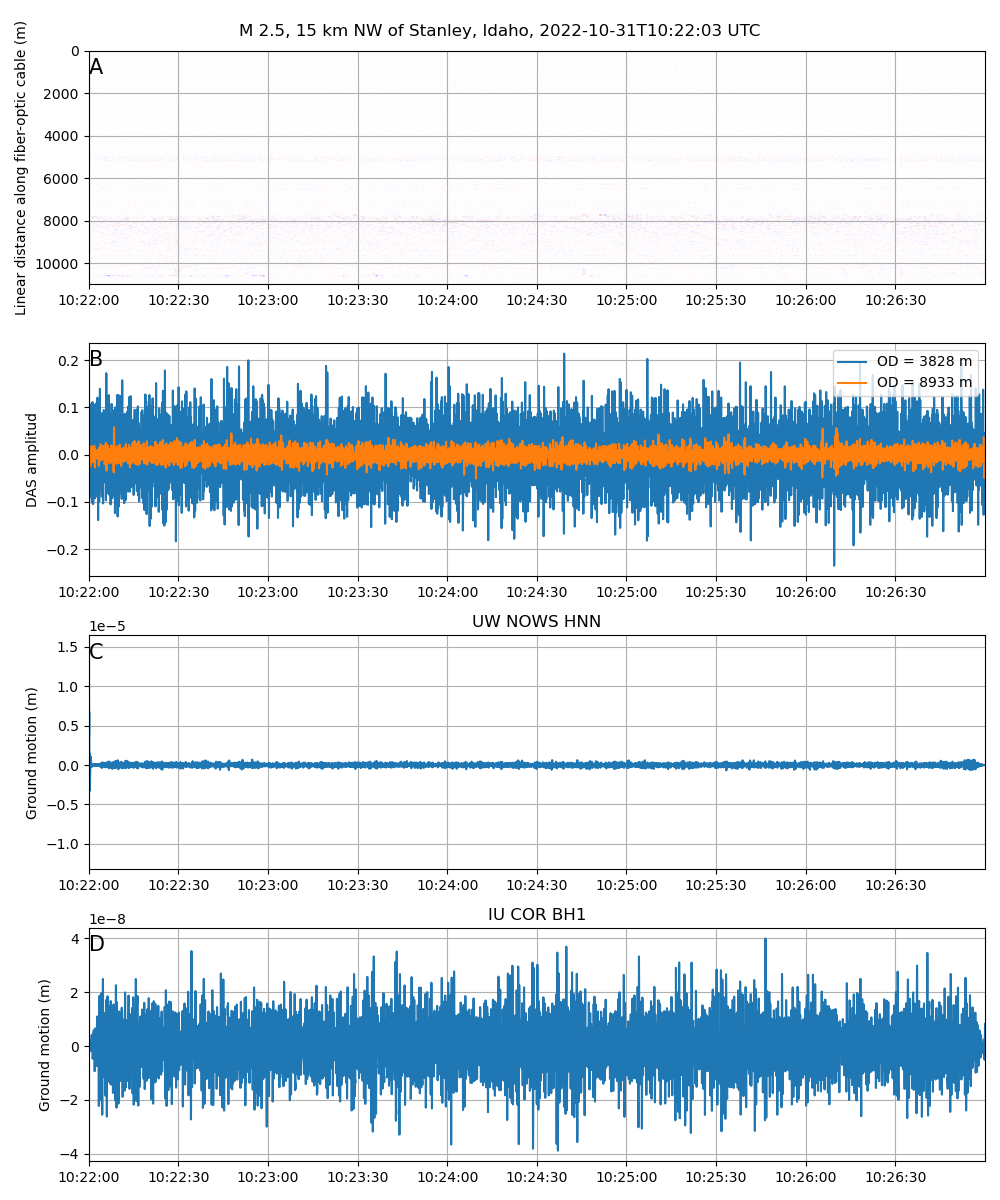 M 2.5, 15 km NW of Stanley, Idaho, 2022-10-31T10:22:03 UTC
A
Linear distance along fiber-optic cable (m)
0
2000
4000
6000
8000
10000
10:22:00 10:22:30 10:23:00 10:23:30 10:24:00 10:24:30 10:25:00 10:25:30 10:26:00 10:26:30
B
OD = 3828 m
OD = 8933 m
DAS amplitud
0.2
0.1
0.0
−0.1
−0.2
10:22:00 10:22:30 10:23:00 10:23:30 10:24:00 10:24:30 10:25:00 10:25:30 10:26:00 10:26:30
UW NOWS HNN
1e−5
C
Ground motion (m)
1.5
1.0
0.5
0.0
−0.5
−1.0
10:22:00 10:22:30 10:23:00 10:23:30 10:24:00 10:24:30 10:25:00 10:25:30 10:26:00 10:26:30
IU COR BH1
1e−8
D
Ground motion (m)
4
2
0
−2
−4
10:22:00 10:22:30 10:23:00 10:23:30 10:24:00 10:24:30 10:25:00 10:25:30 10:26:00 10:26:30